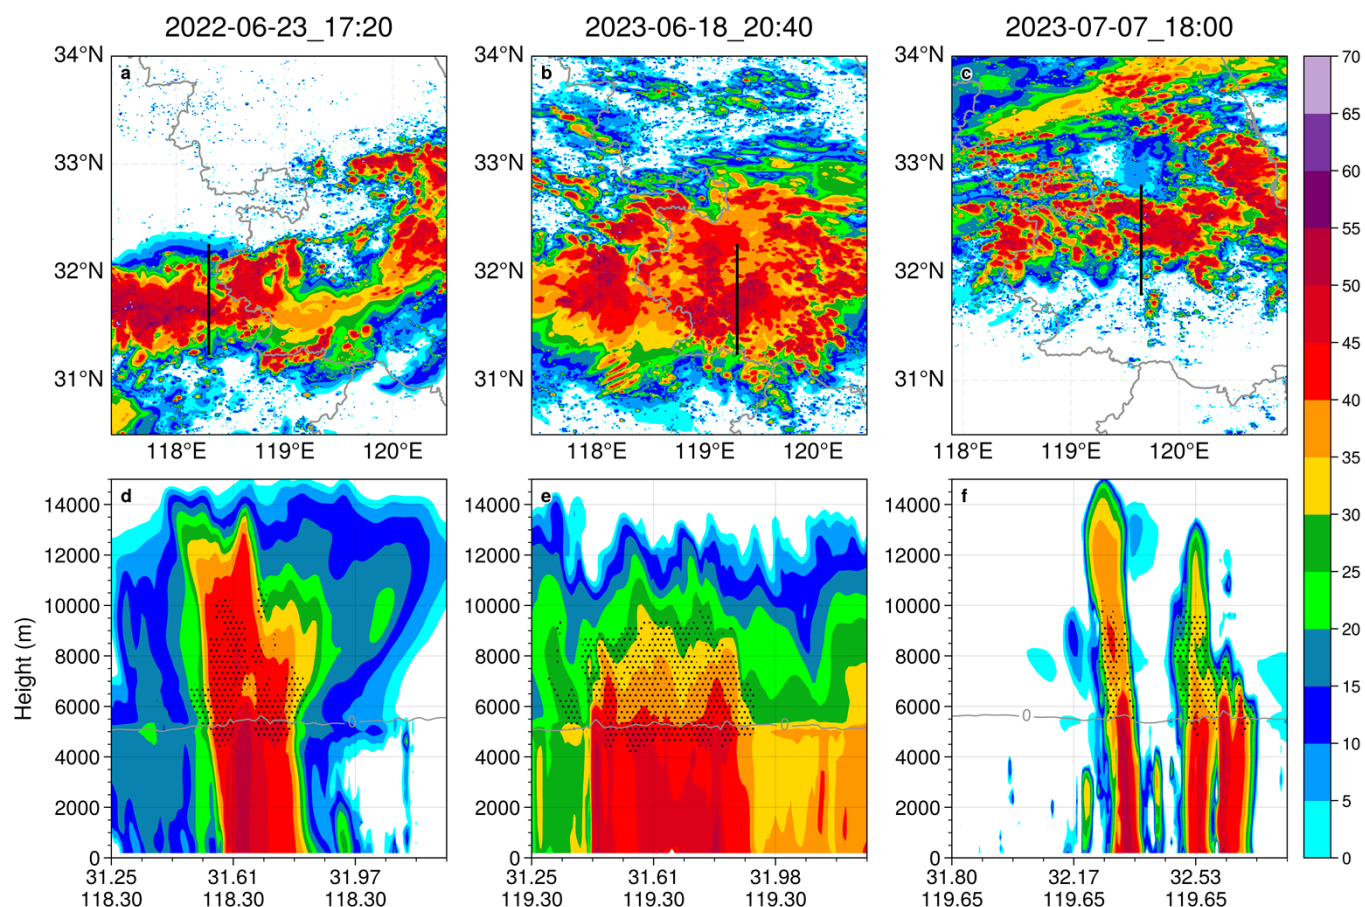 2022-06-23_17:20
2023-06-18_20:40
2023-07-07_18:00
a
b
c
34°N
33°N
32°N
31°N
118°E 119°E 120°E
34°N
33°N
32°N
31°N
118°E 119°E 120°E
34°N
33°N
32°N
31°N
118°E 119°E 120°E
70
65
60
55
50
45
40
35
30
25
20
15
10
5
0
d
e
f
Height (m)
14000
12000
10000
8000
6000
4000
2000
0
0
31.25 31.61 31.97
118.30 118.30 118.30
14000
12000
10000
8000
6000
4000
2000
0
0
31.25 31.61 31.98
119.30 119.30 119.30
14000
12000
10000
8000
6000
4000
2000
0
0
31.80 32.17 32.53
119.65 119.65 119.65